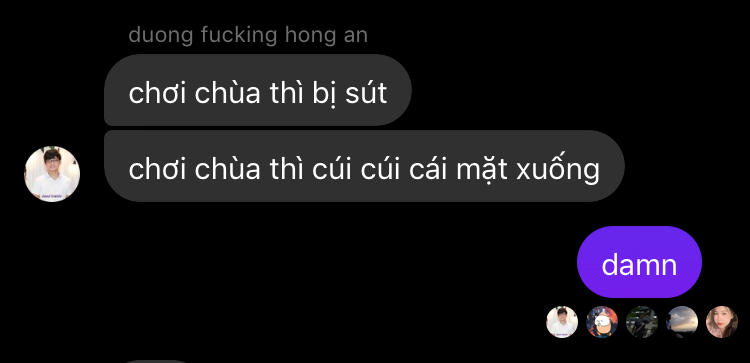 duong fucking hong an
chơi chùa thì bị sút
chơi chùa thì cúi cúi cái mặt xuống
damn